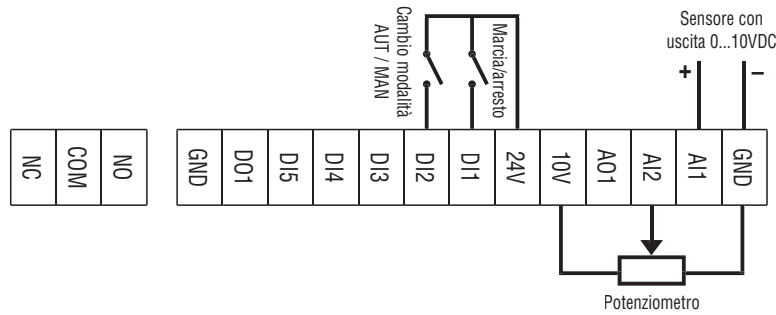 Cambio modalità
AUT / MAN
Marcia/arresto
Sensore con
uscita 0...10VDC
+
–
NC
COM
NO
GND
DO1
DI5
DI4
DI3
DI2
DI1
24V
10V
AO1
AI2
AI1
GND
Potenziometro